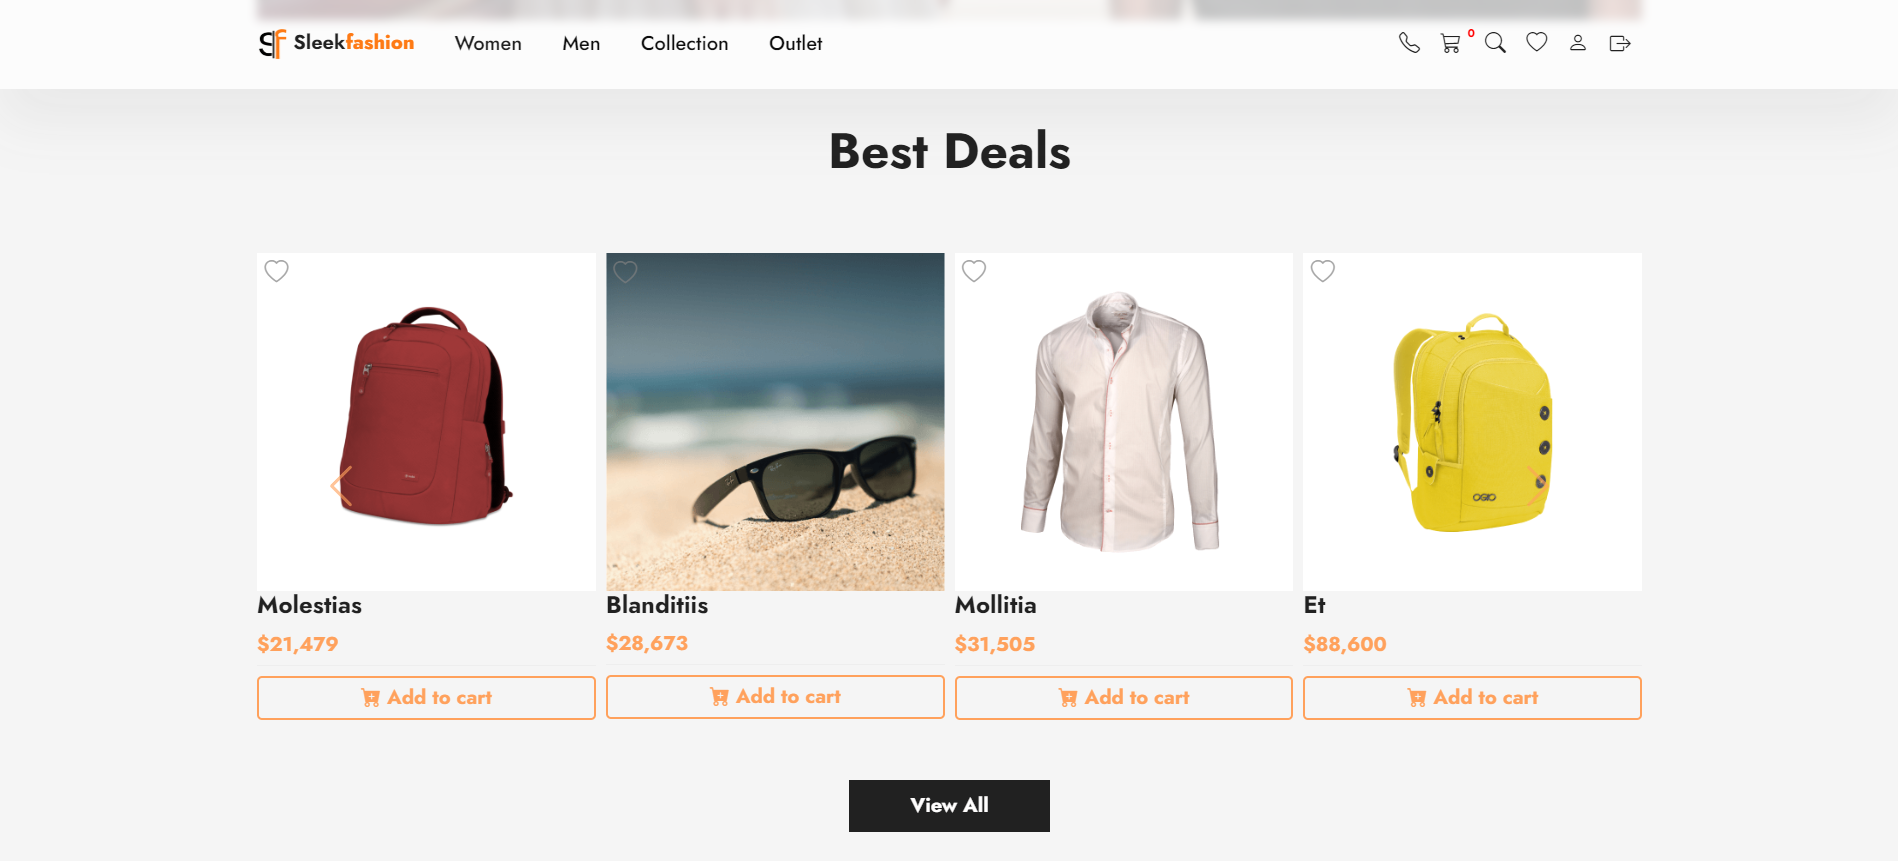 Sleekfashion Women Men Collection Outlet 0
Best Deals
OGIO
Molestias Blanditiis Mollitia Et
$21,479 $28,673 $31,505 $88,600
Add to cart Add to cart Add to cart Add to cart
View All